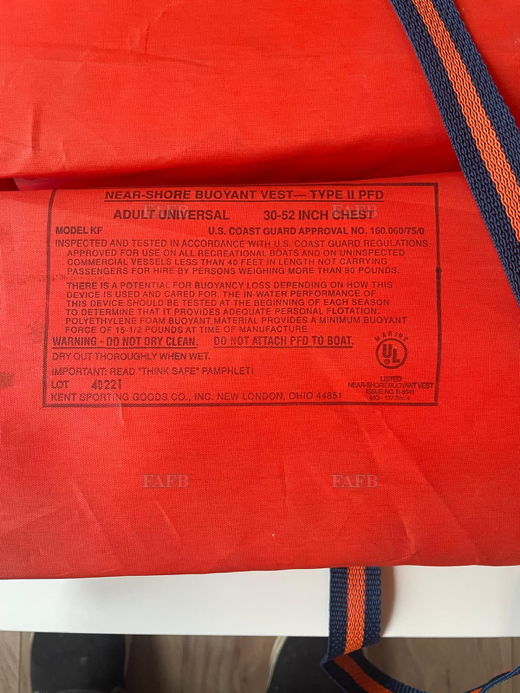 NEAR-SHORE BUOYANT VEST— TYPE II PFD
ADULT UNIVERSAL 30-52 INCH CHEST
MODEL KF U.S. COAST GUARD APPROVAL NO. 160.060/75/0
INSPECTED AND TESTED IN ACCORDANCE WITH U.S. COAST GUARD REGULATIONS.
APPROVED FOR USE ON ALL RECREATIONAL BOATS AND ON UNINSPECTED
COMMERCIAL VESSELS LESS THAN 40 FEET IN LENGTH NOT CARRYING
PASSENGERS FOR HIRE BY PERSONS WEIGHING MORE THAN 90 POUNDS.
THERE IS A POTENTIAL FOR BUOYANCY LOSS DEPENDING ON HOW THIS
DEVICE IS USED AND CARED FOR. THE IN-WATER PERFORMANCE OF
THIS DEVICE SHOULD BE TESTED AT THE BEGINNING OF EACH SEASON
TO DETERMINE THAT IT PROVIDES ADEQUATE PERSONAL FLOTATION.
POLYETHYLENE FOAM BUOYANT MATERIAL PROVIDES A MINIMUM BUOYANT
FORCE OF 15-1/2 POUNDS AT TIME OF MANUFACTURE.
WARNING - DO NOT DRY CLEAN. DO NOT ATTACH PFD TO BOAT.
DRY OUT THOROUGHLY WHEN WET.
IMPORTANT: READ "THINK SAFE" PAMPHLET!
LOT 40221
KENT SPORTING GOODS CO., INC. NEW LONDON, OHIO 44851
MARINE
UL
LISTED
NEAR-SHORE BUOYANT VEST
ISSUE NO.
FAFB FAFB
FAFB FAFB